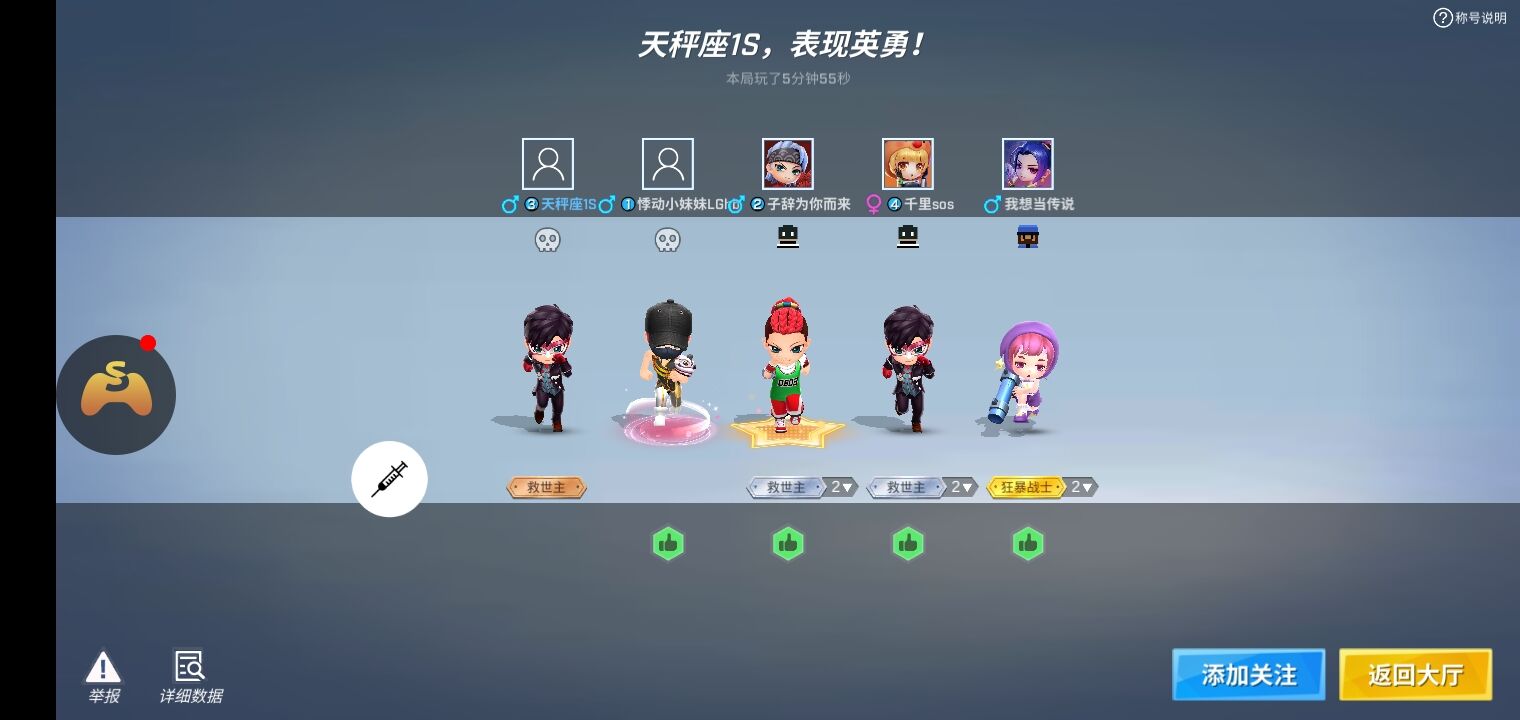 称号说明
天秤座1S，表现英勇！
本局玩了5分钟55秒
3 天秤座1S
1 悸动小妹妹LGh
2 子辞为你而来
4 千里sos
我想当传说
救世主
救世主 2
救世主 2
狂暴战士 2
举报
详细数据
添加关注
返回大厅